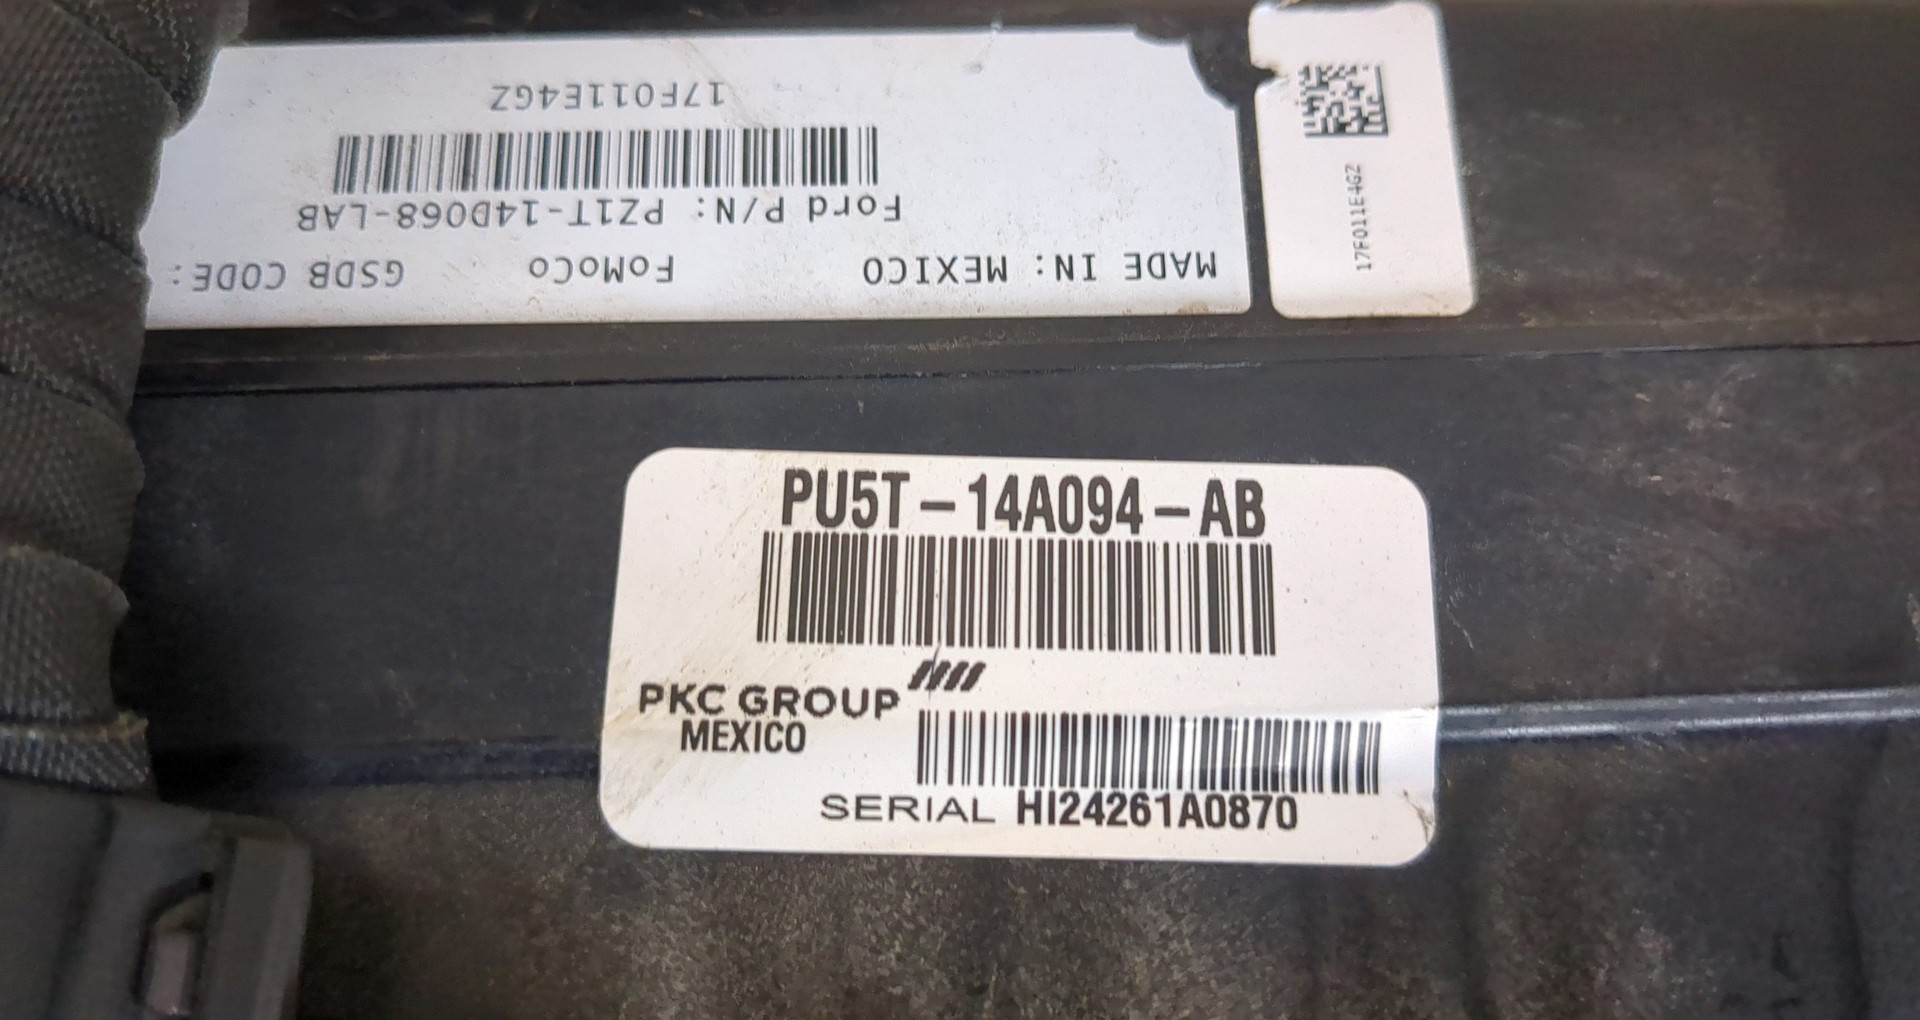 MADE IN: MEXICO FoMoCo GSDB CODE:
Ford P/N: PZ1T-14D068-LAB
17F011E4GZ
17F011E4GZ
PU5T-14A094-AB
PKC GROUP
MEXICO
SERIAL HI24261A0870